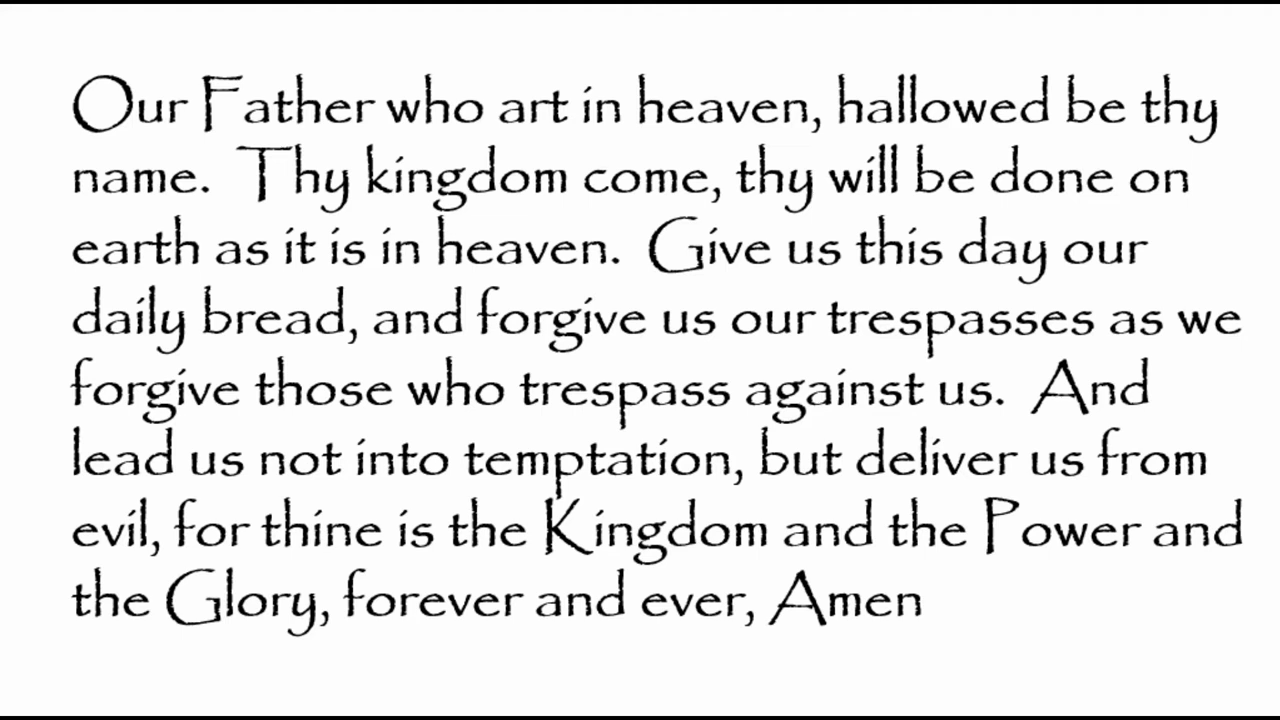 Our Father who art in heaven, hallowed be thy
name.  Thy kingdom come, thy will be done on
earth as it is in heaven.  Give us this day our
daily bread, and forgive us our trespasses as we
forgive those who trespass against us.  And
lead us not into temptation, but deliver us from
evil, for thine is the Kingdom and the Power and
the Glory, forever and ever, Amen